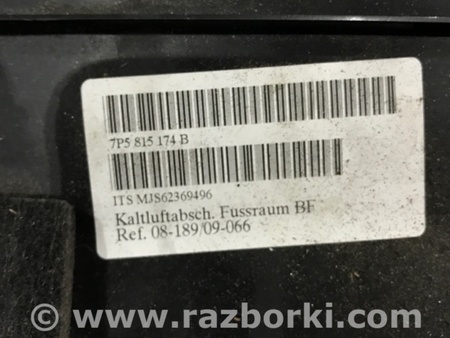 7P5 815 174 B
ITS MJS62369496
Kaltluftabsch. Fussraum BF
Ref. 08-189/09-066
www.razborki.com